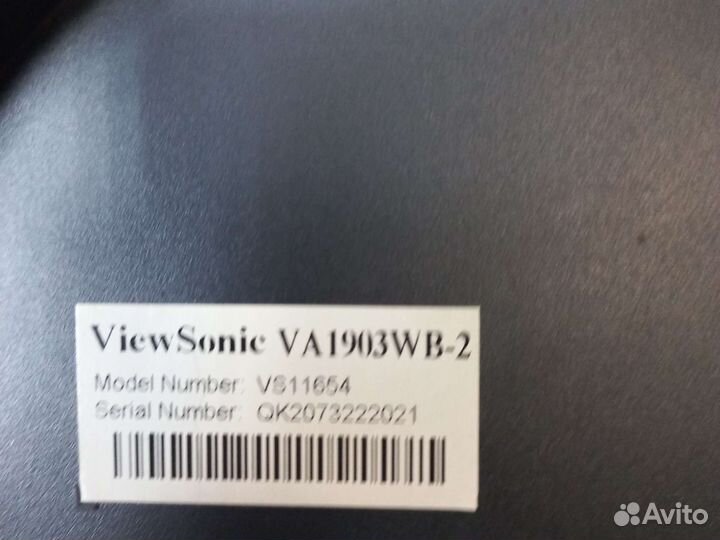 ViewSonic VA1903WB-2
Model Number: VS11654
Serial Number: QK2073222021
Avito